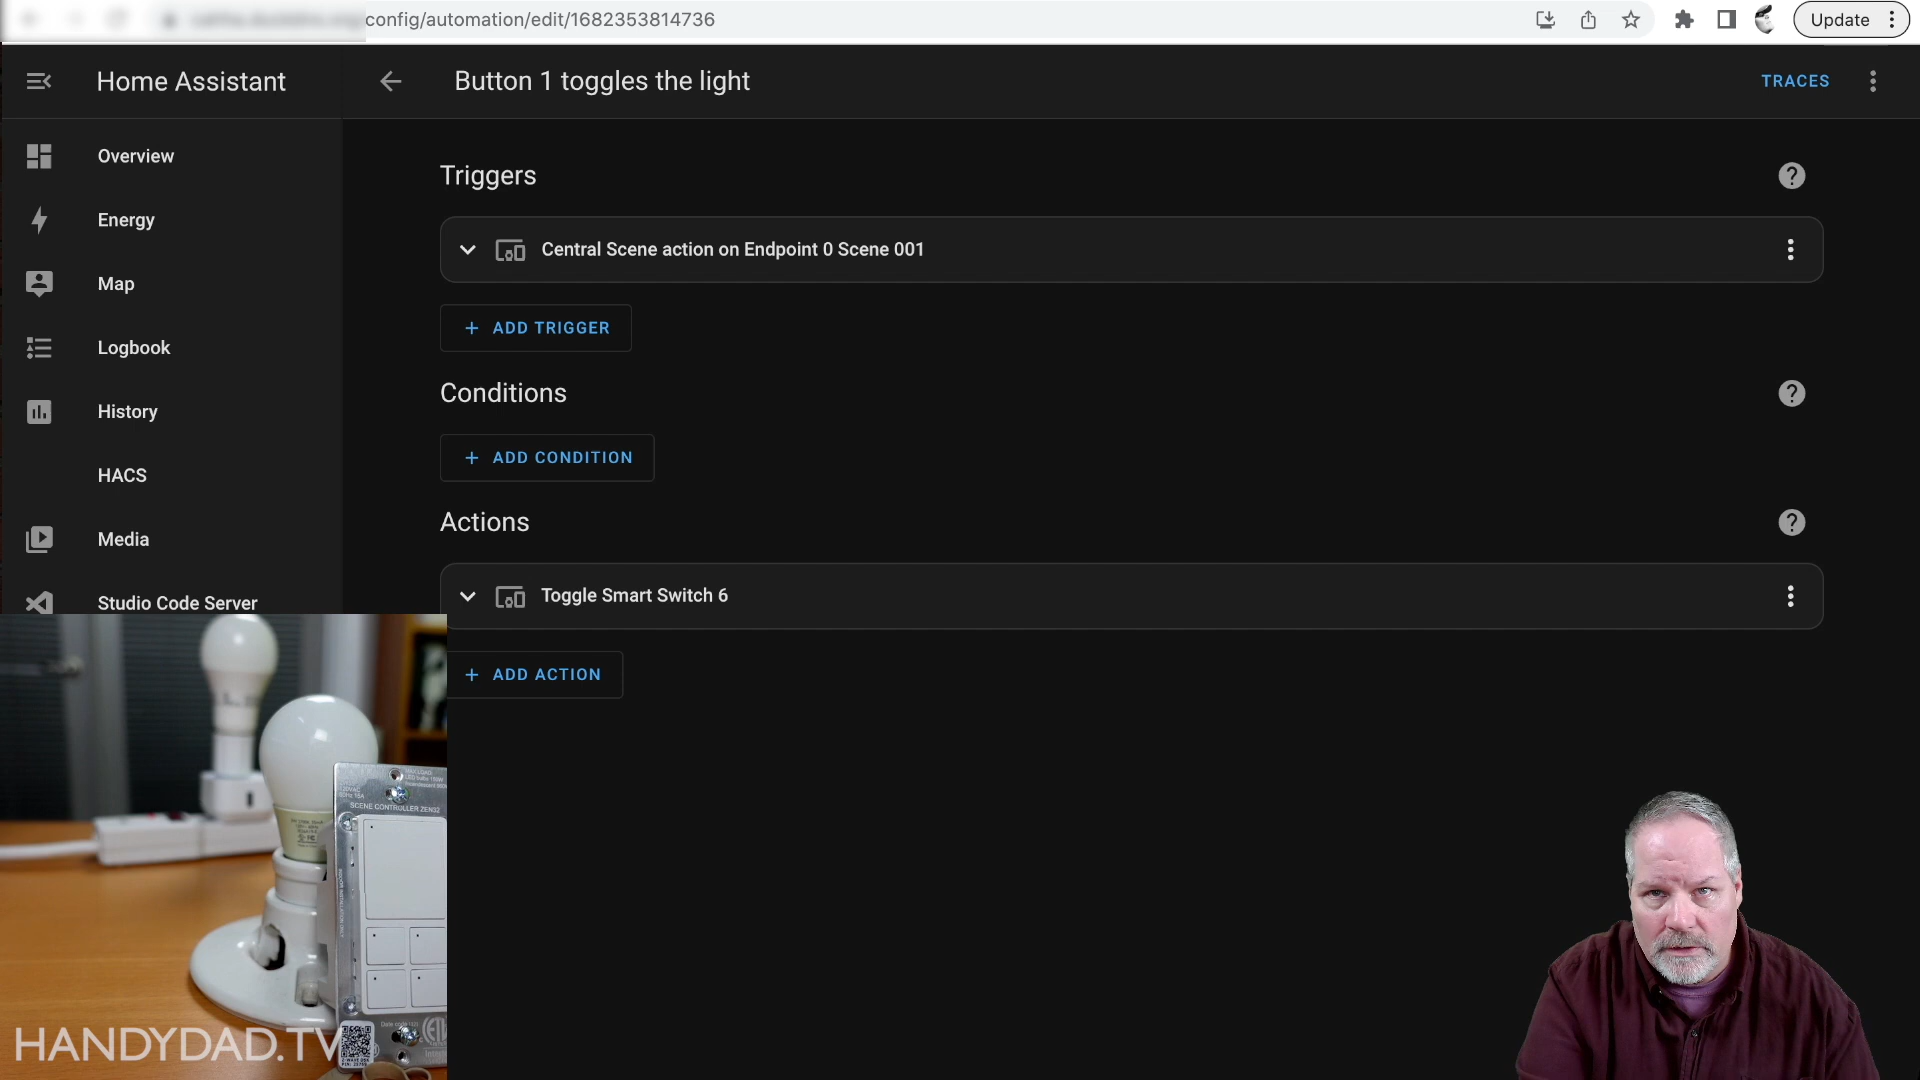 config/automation/edit/1682353814736
Update
Home Assistant
Button 1 toggles the light
TRACES
Overview
Energy
Map
Logbook
History
HACS
Media
Studio Code Server
Triggers
Central Scene action on Endpoint 0 Scene 001
+ ADD TRIGGER
Conditions
+ ADD CONDITION
Actions
Toggle Smart Switch 6
+ ADD ACTION
SCENE CONTROLLER ZEN32
HANDYDAD.TV